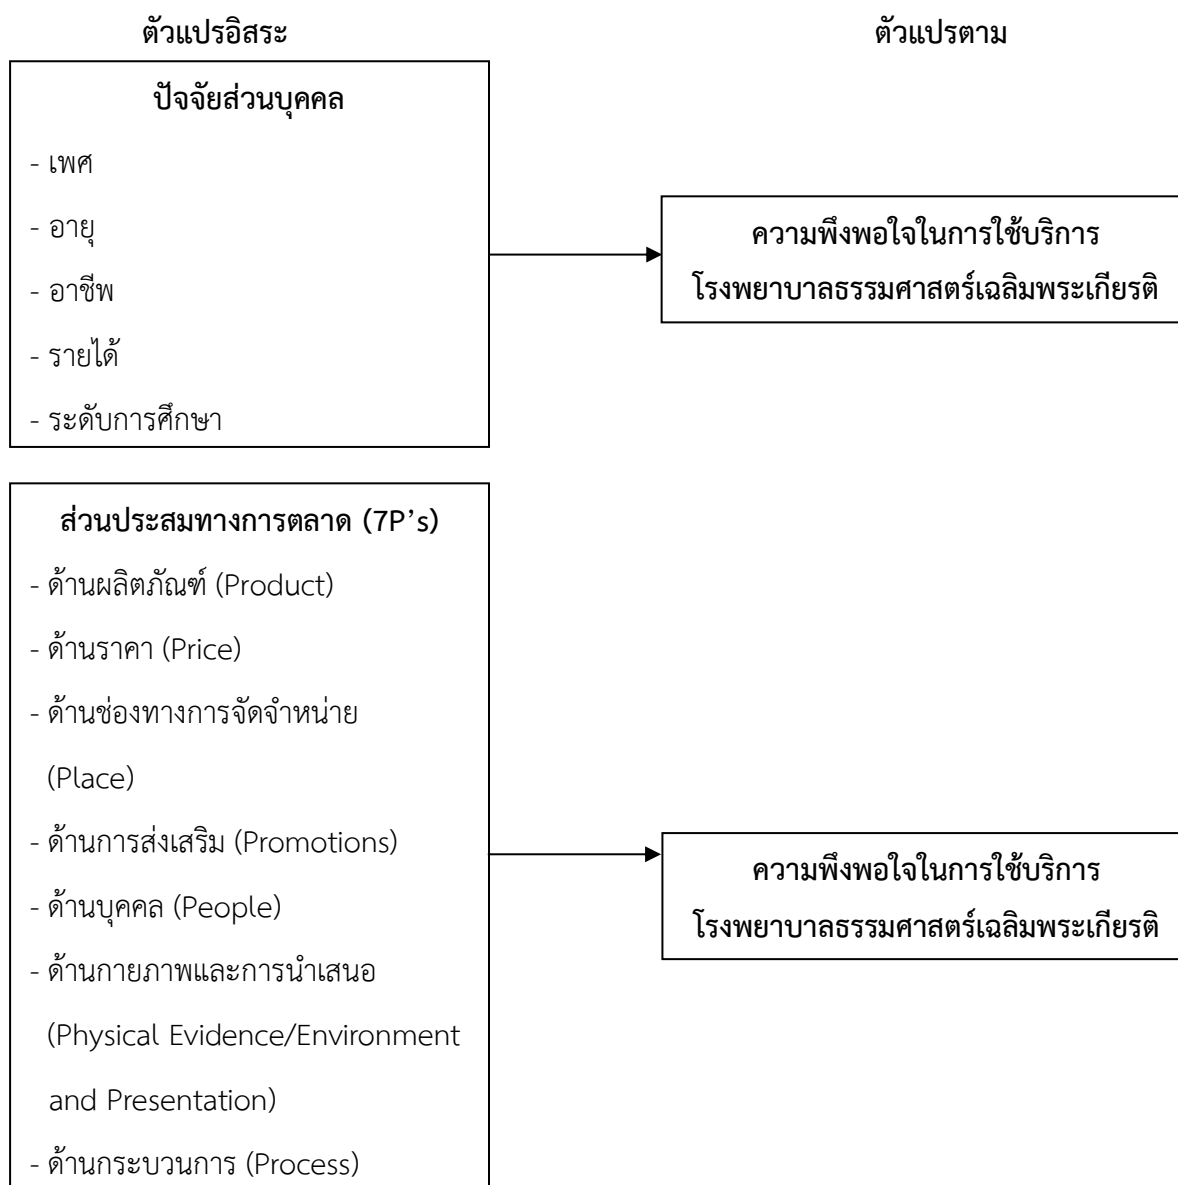 ตัวแปรอิสระ
ตัวแปรตาม
ปัจจัยส่วนบุคคล
- เพศ
- อายุ
- อาชีพ
- รายได้
- ระดับการศึกษา
ความพึงพอใจในการใช้บริการ
โรงพยาบาลธรรมศาสตร์เฉลิมพระเกียรติ
ส่วนประสมทางการตลาด (7P’s)
- ด้านผลิตภัณฑ์ (Product)
- ด้านราคา (Price)
- ด้านช่องทางการจัดจำหน่าย
(Place)
- ด้านการส่งเสริม (Promotions)
- ด้านบุคคล (People)
- ด้านกายภาพและการนำเสนอ
(Physical Evidence/Environment
and Presentation)
- ด้านกระบวนการ (Process)
ความพึงพอใจในการใช้บริการ
โรงพยาบาลธรรมศาสตร์เฉลิมพระเกียรติ